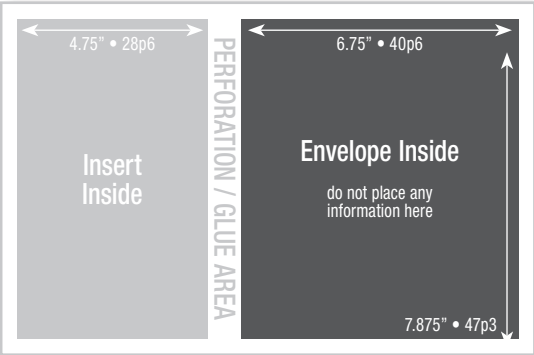 4.75” • 28p6
Insert
Inside
PERFORATION / GLUE AREA
6.75” • 40p6
Envelope Inside
do not place any
information here
7.875” • 47p3